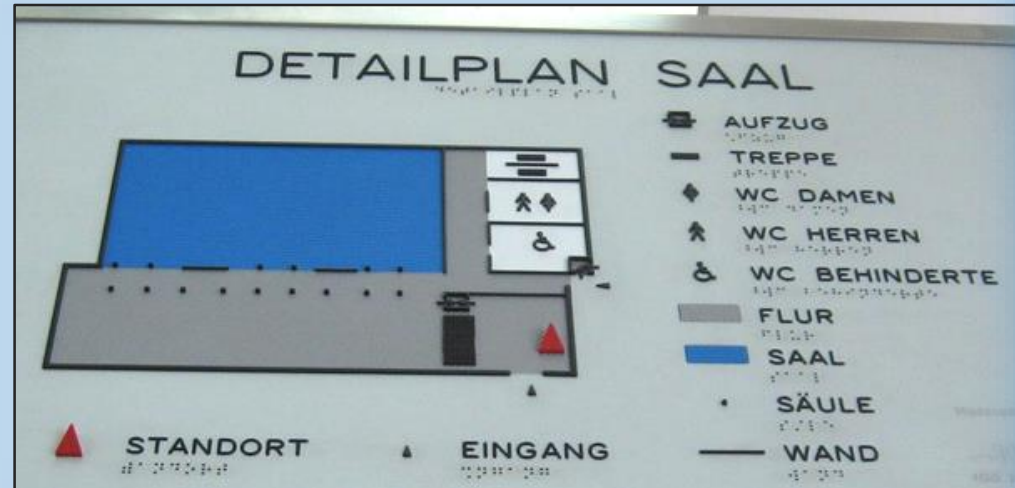 DETAILPLAN SAAL
AUFZUG
TREPPE
WC DAMEN
WC HERREN
WC BEHINDERTE
FLUR
SAAL
SÄULE
WAND
STANDORT
EINGANG